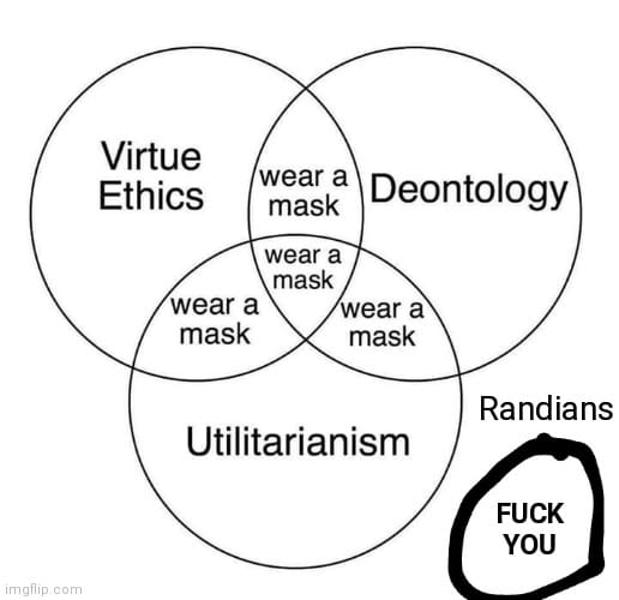 Virtue
Ethics
wear a
mask
Deontology
wear a
mask
wear a
mask
wear a
mask
Utilitarianism
Randians
FUCK
YOU
imgflip.com